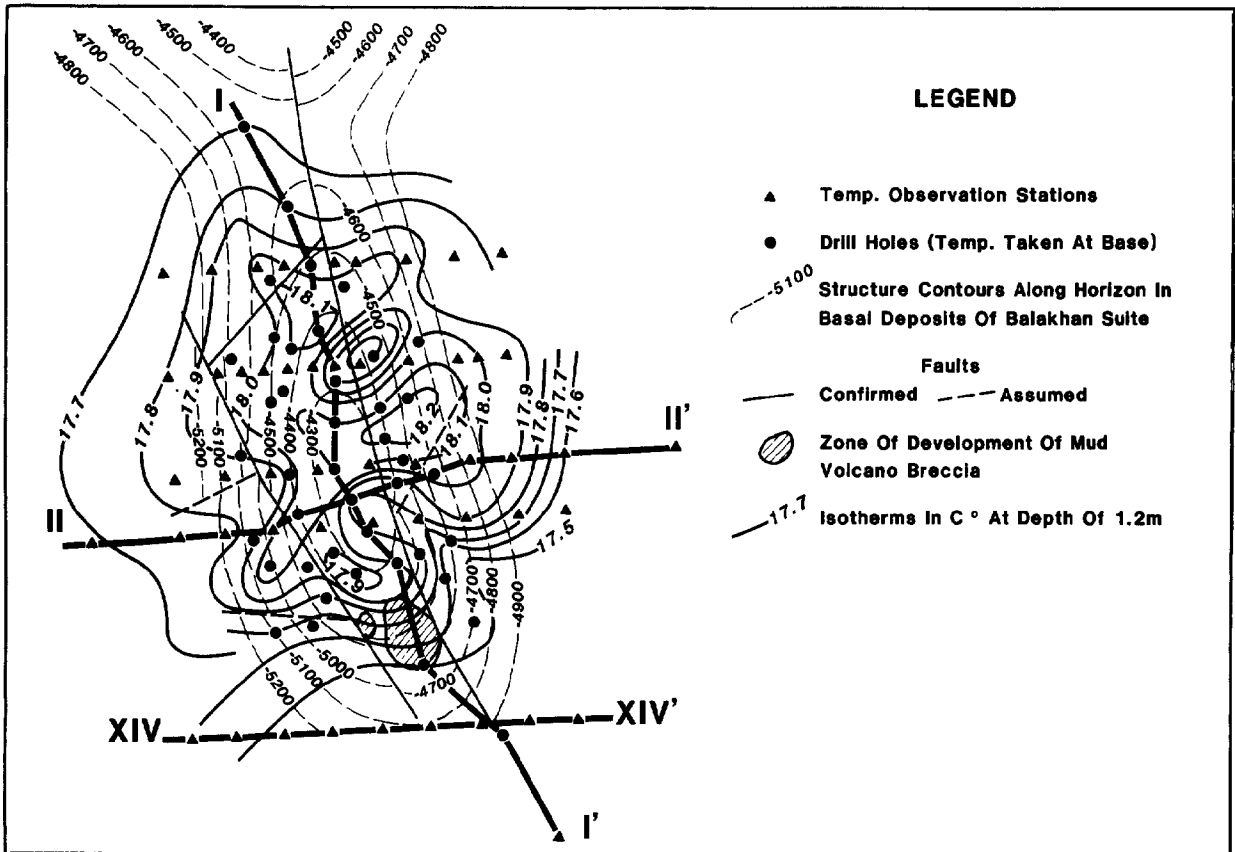 -4400
-4500
-4500
-4600
-4600
-4700
-4700
-4800
-4800
I
-4600
18.1
-4500
17.7
17.8
17.9
18.0
-5200
-5100
-4500
-4400
-4300
18.2
18.1
18.0
17.9
17.8
17.7
17.6
II'
II
17.5
17.9
-4700
-4800
-4900
-5000
-5100
-5200
-4700
XIV
XIV'
I'
LEGEND
Temp. Observation Stations
Drill Holes (Temp. Taken At Base)
-5100
Structure Contours Along Horizon In
Basal Deposits Of Balakhan Suite
Faults
Confirmed
Assumed
Zone Of Development Of Mud
Volcano Breccia
17.7
Isotherms In C° At Depth Of 1.2m